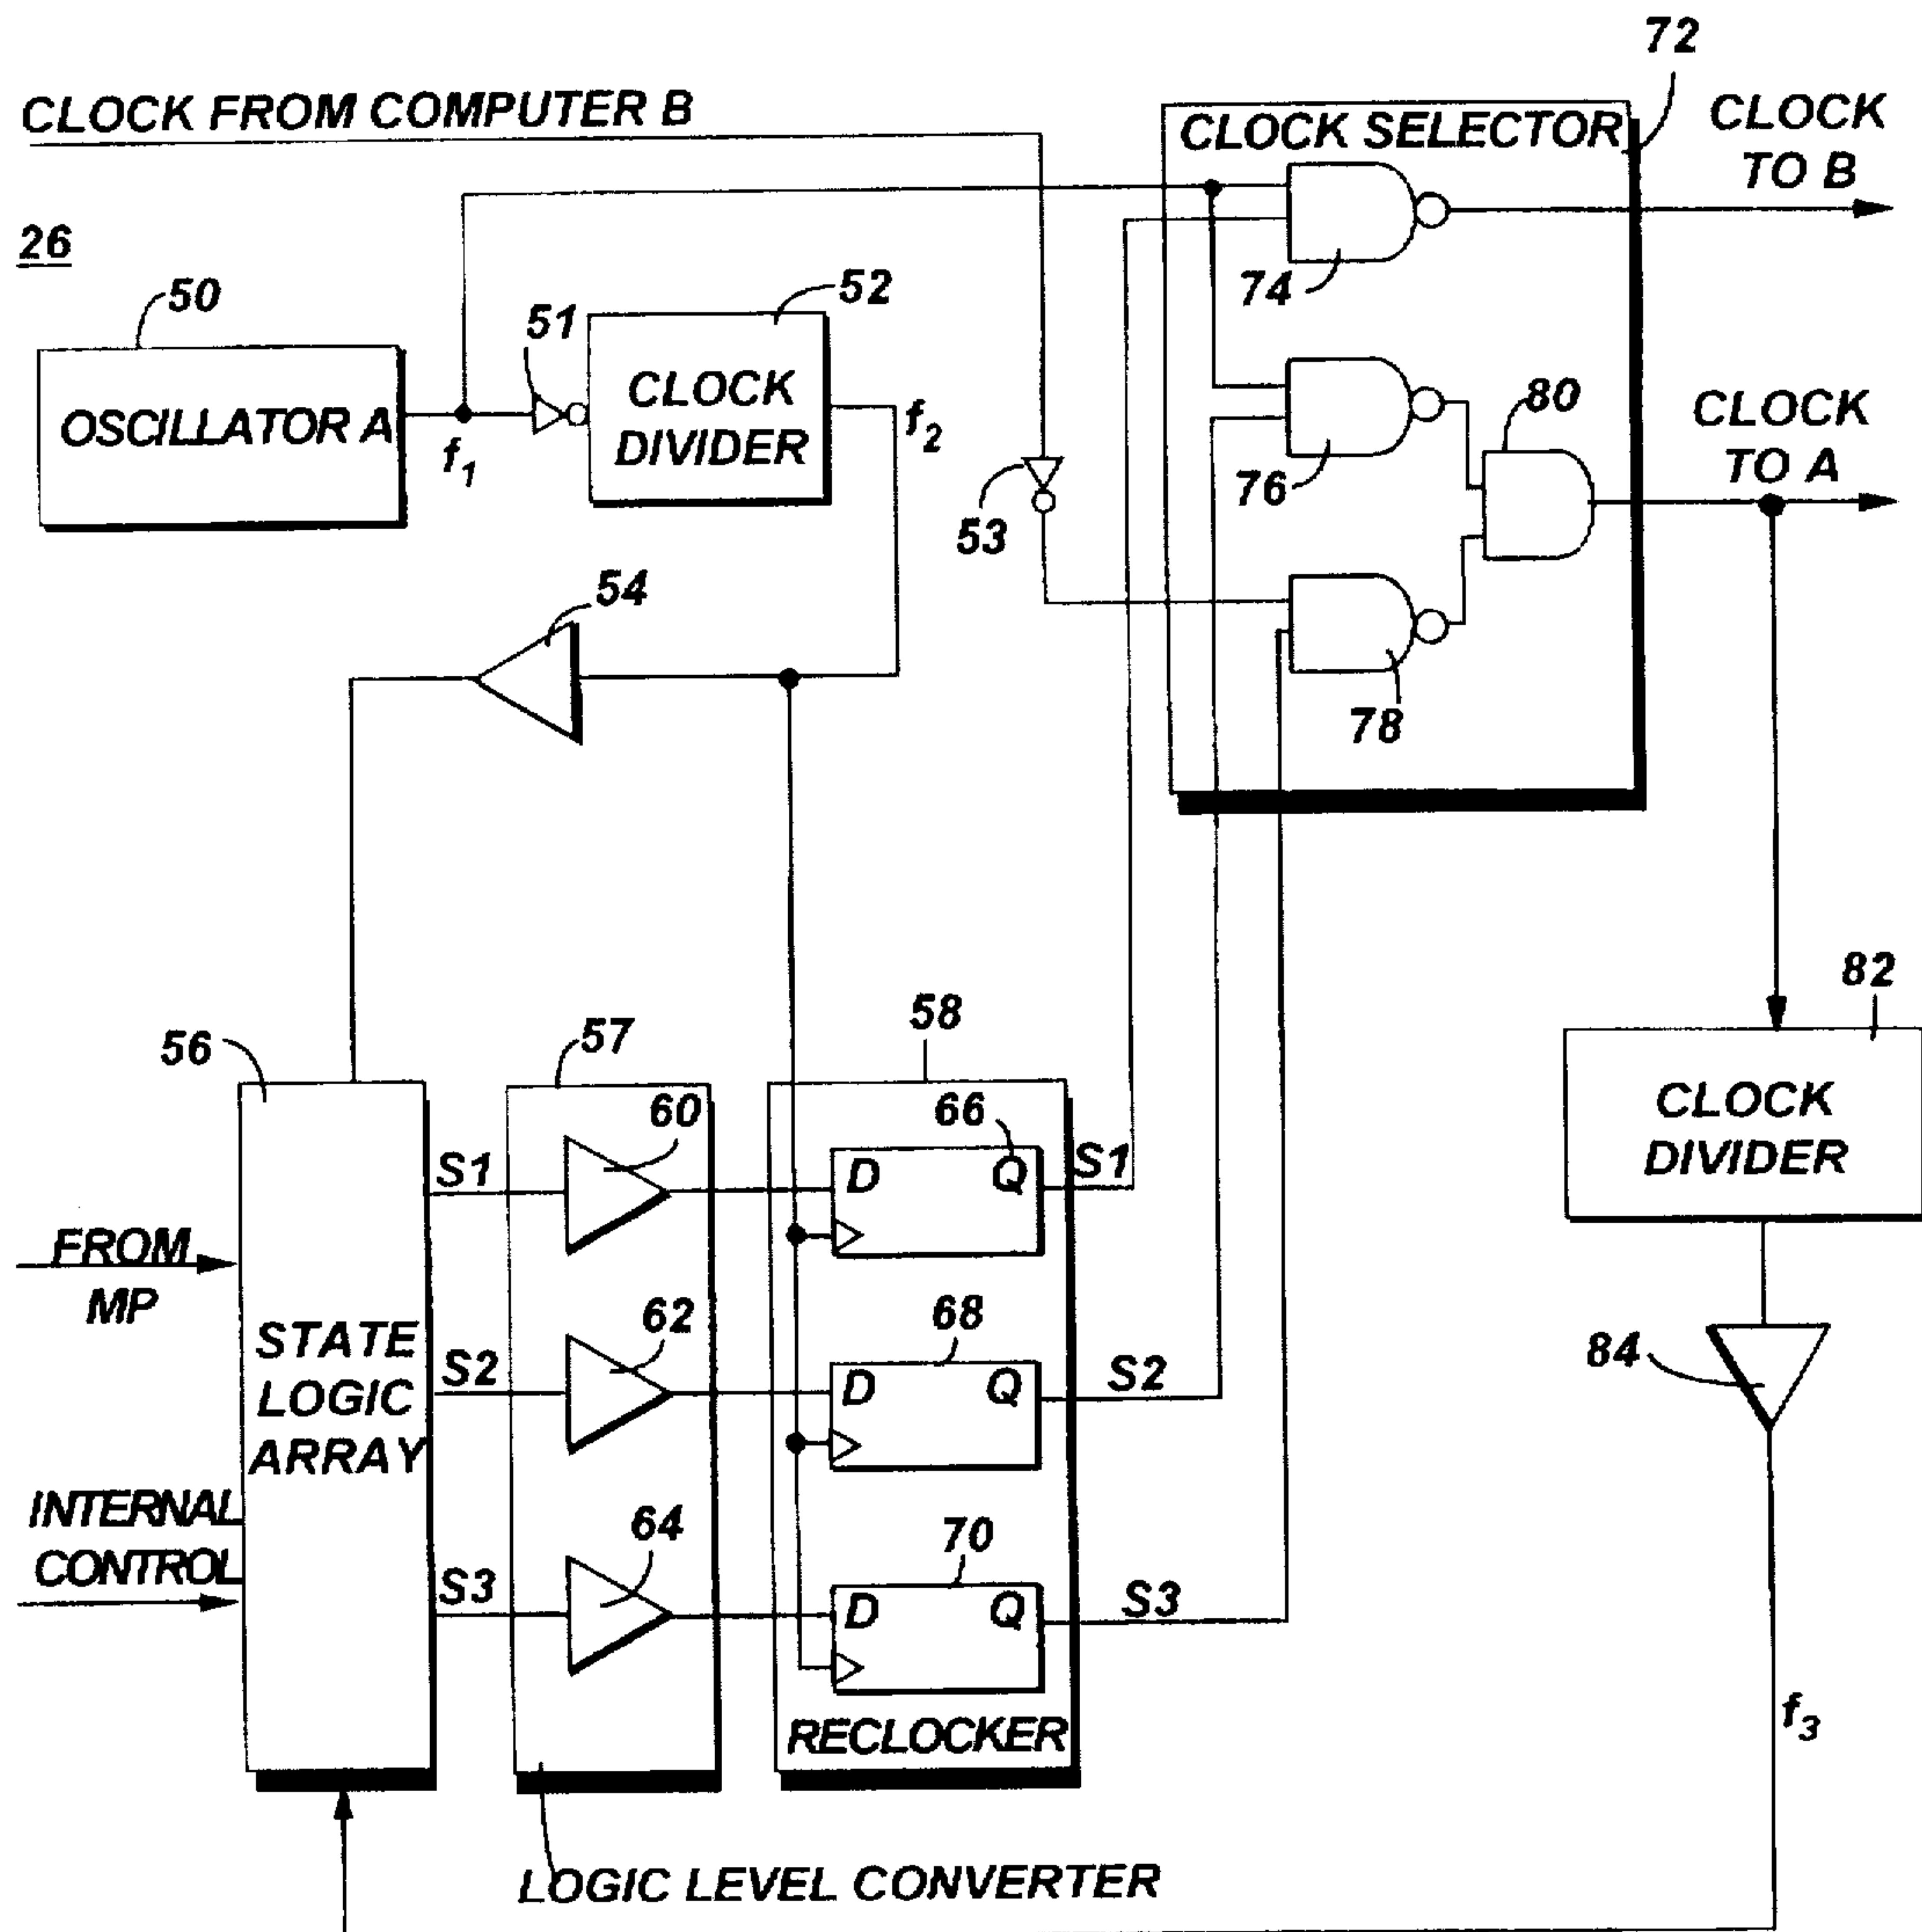 72
CLOCK FROM COMPUTER B
CLOCK SELECTOR
CLOCK
TO B
26
50
51
52
74
OSCILLATOR A
f1
CLOCK
DIVIDER
f2
53
76
80
CLOCK
TO A
54
78
82
56
57
58
CLOCK
DIVIDER
60
66
S1
D
Q
S1
FROM
MP
62
68
84
STATE
LOGIC
ARRAY
S2
D
Q
S2
INTERNAL
CONTROL
64
70
S3
D
Q
S3
f3
RECLOCKER
LOGIC LEVEL CONVERTER